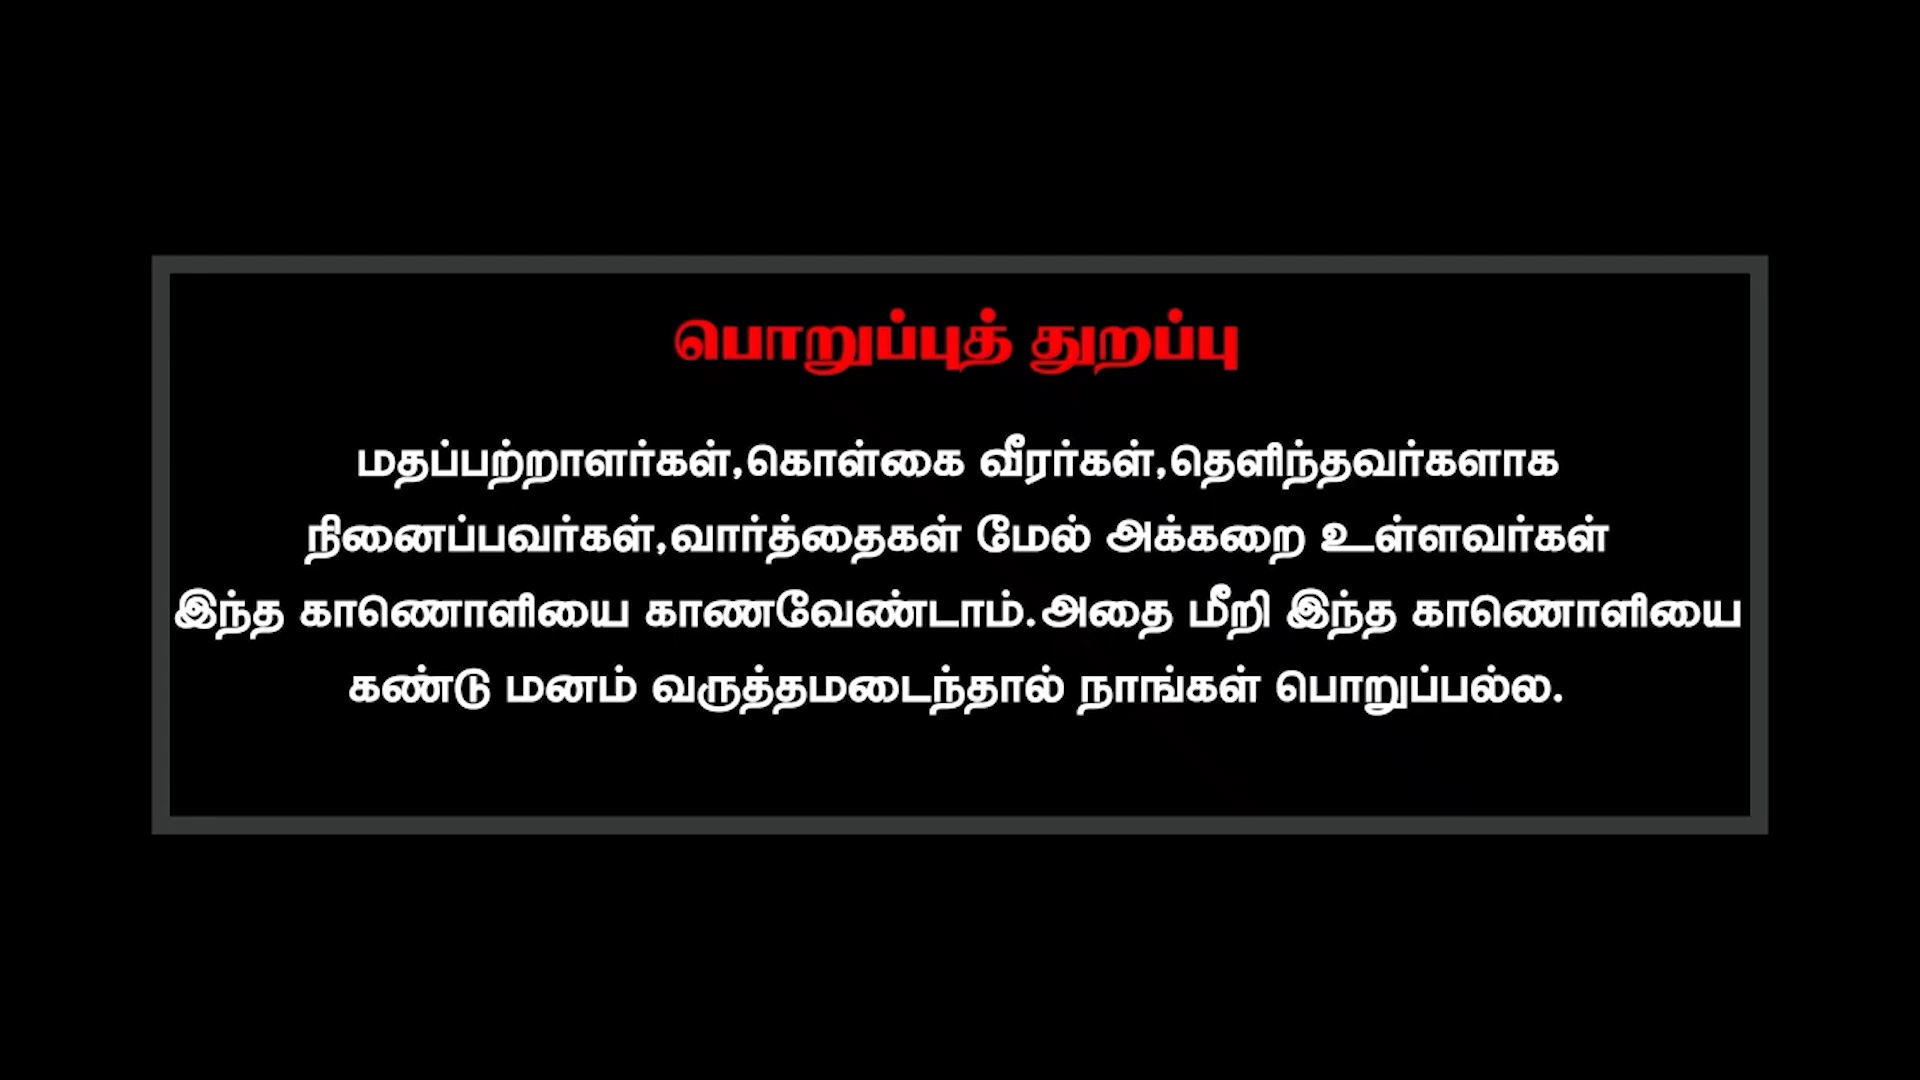 பொறுப்புத் துறப்பு
மதப்பற்றாளர்கள்,கொள்கை வீரர்கள்,தெளிந்தவர்களாக
நினைப்பவர்கள்,வார்த்தைகள் மேல் அக்கறை உள்ளவர்கள்
இந்த காணொளியை காணவேண்டாம்.அதை மீறி இந்த காணொளியை
கண்டு மனம் வருத்தமடைந்தால் நாங்கள் பொறுப்பல்ல.